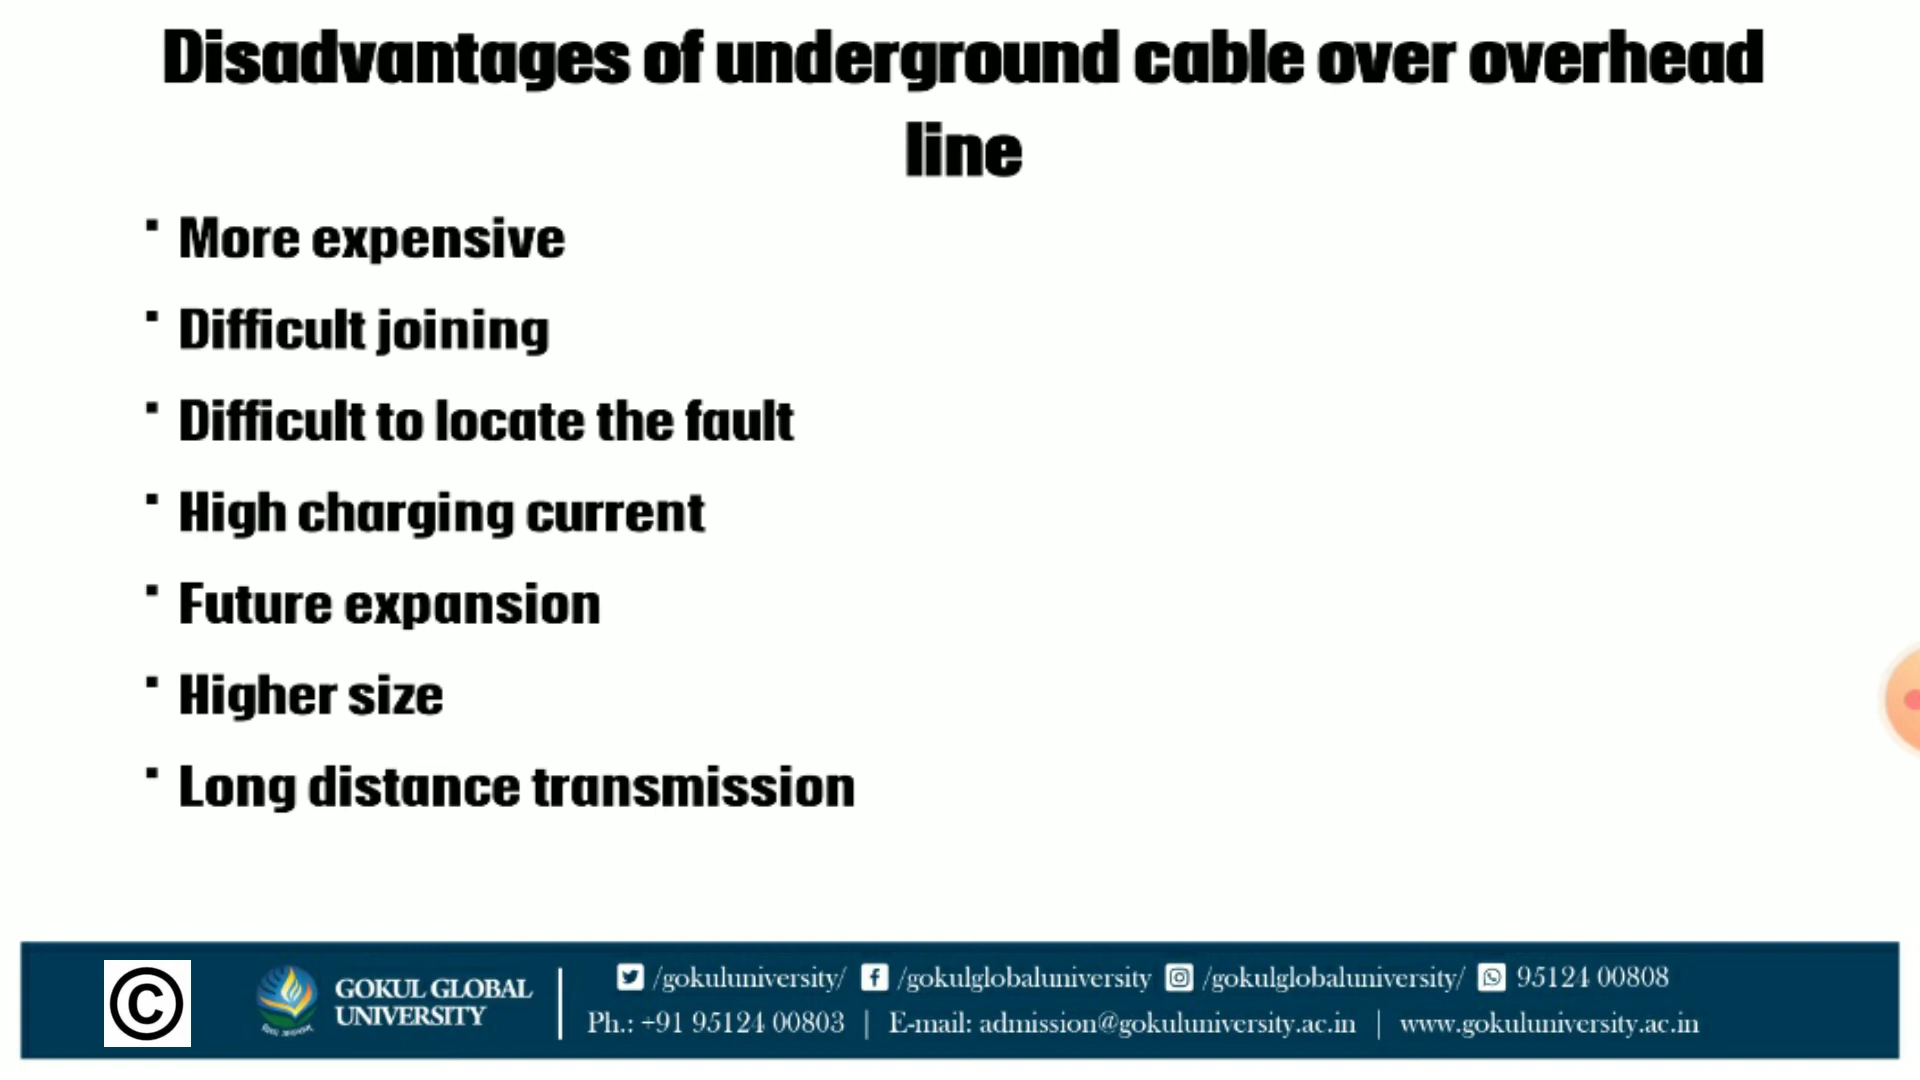 Disadvantages of underground cable over overhead
line
▪ More expensive
▪ Difficult joining
▪ Difficult to locate the fault
▪ High charging current
▪ Future expansion
▪ Higher size
▪ Long distance transmission
©
GOKUL GLOBAL
UNIVERSITY
/gokuluniversity/ /gokulglobaluniversity /gokulglobaluniversity/ 95124 00808
Ph.: +91 95124 00803 | E-mail: admission@gokuluniversity.ac.in | www.gokuluniversity.ac.in